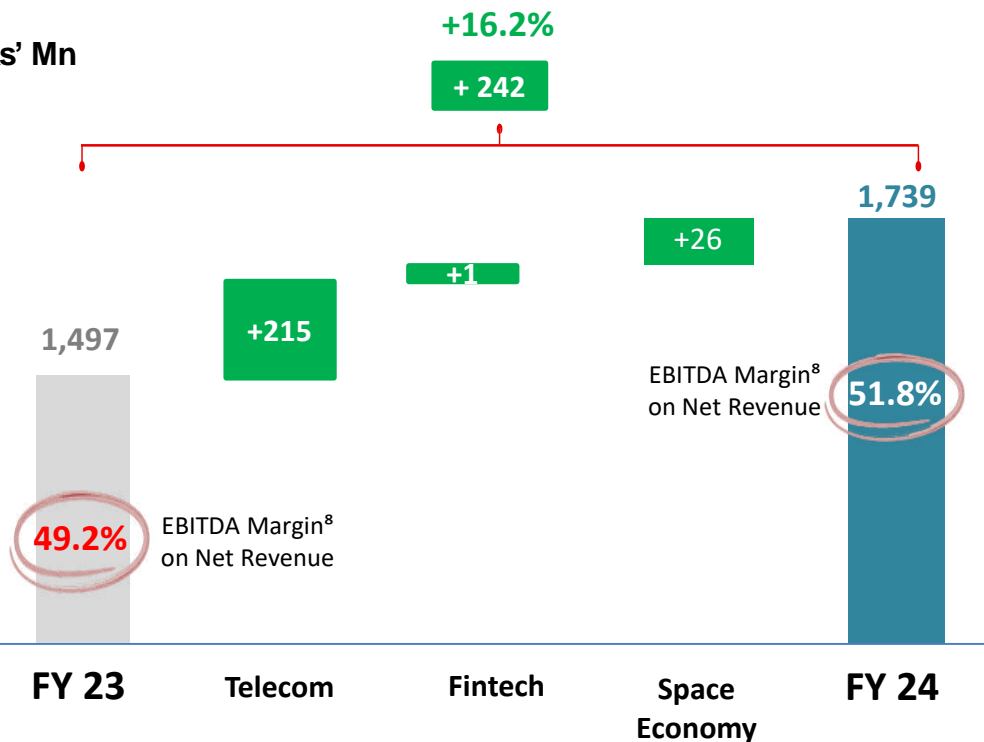 +16.2%
s’ Mn
+ 242
1,739
+26
+1
+215
1,497
EBITDA Margin⁸
on Net Revenue
51.8%
49.2%
EBITDA Margin⁸
on Net Revenue
FY 23
Telecom
Fintech
Space
Economy
FY 24